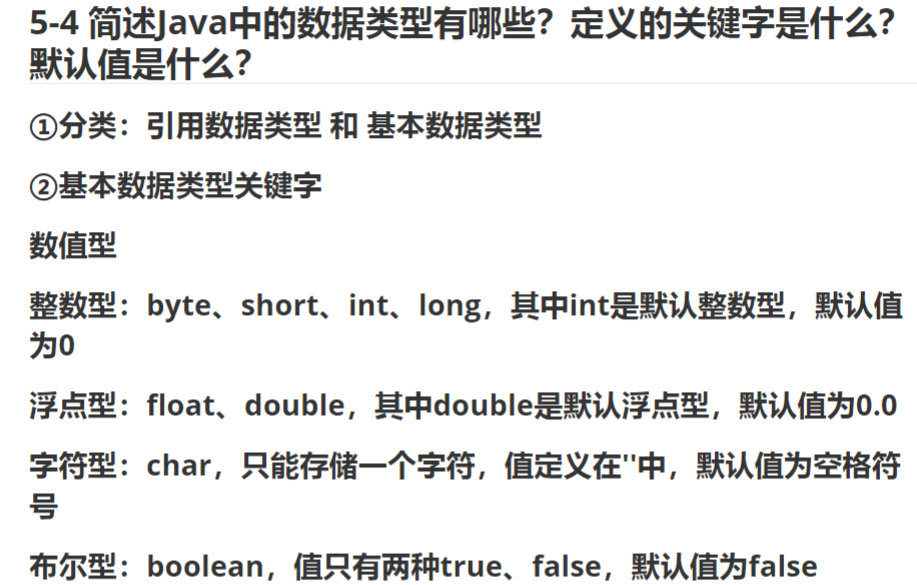 5-4 简述Java中的数据类型有哪些？定义的关键字是什么？
默认值是什么？
①分类：引用数据类型 和 基本数据类型
②基本数据类型关键字
数值型
整数型：byte、short、int、long，其中int是默认整数型，默认值
为0
浮点型：float、double，其中double是默认浮点型，默认值为0.0
字符型：char，只能存储一个字符，值定义在''中，默认值为空格符
号
布尔型：boolean，值只有两种true、false，默认值为false